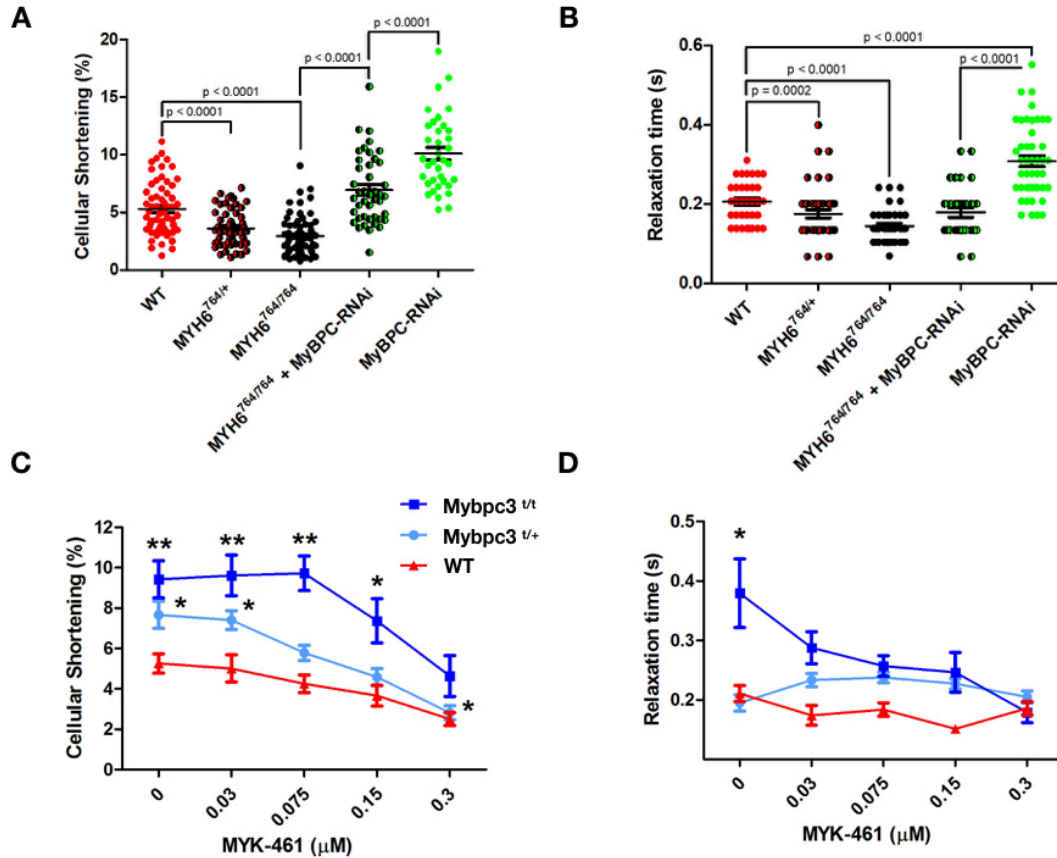 A
p < 0.0001
p < 0.0001
p < 0.0001
p < 0.0001
Cellular Shortening (%)
20
15
10
5
0
WT
MYH6764/+
MYH6764/764
MYH6764/764 + MyBPC-RNAi
MyBPC-RNAi
B
p < 0.0001
p < 0.0001
p = 0.0002
p < 0.0001
Relaxation time (s)
0.6
0.4
0.2
0.0
WT
MYH6764/+
MYH6764/764
MYH6764/764 + MyBPC-RNAi
MyBPC-RNAi
C
Mybpc3 t/t
Mybpc3 t/+
WT
Cellular Shortening (%)
12
10
8
6
4
2
0
** ** ** *
* *
*
0 0.03 0.075 0.15 0.3
MYK-461 (μM)
D
Relaxation time (s)
0.5
0.4
0.3
0.2
*
0 0.03 0.075 0.15 0.3
MYK-461 (μM)